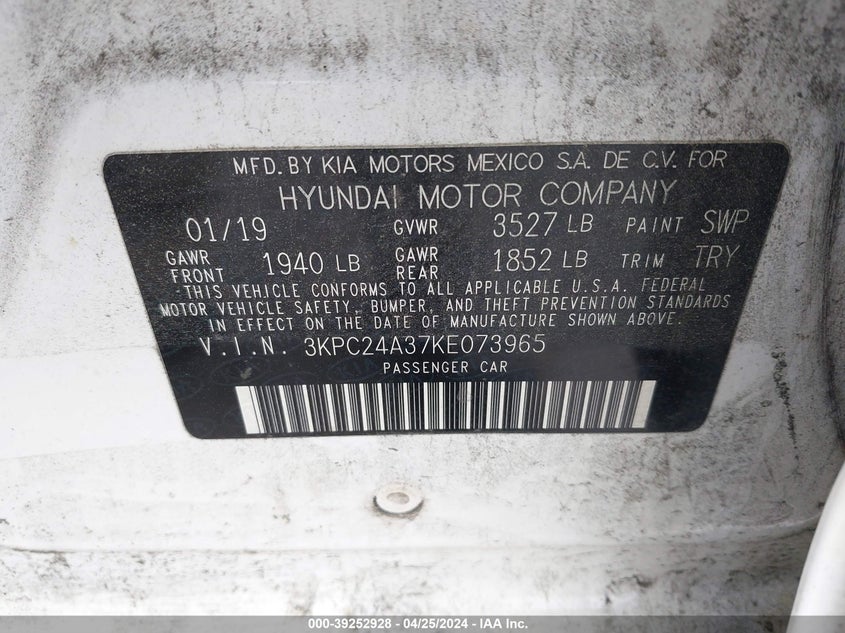 MFD. BY KIA MOTORS MEXICO S.A. DE C.V. FOR
HYUNDAI MOTOR COMPANY
01/19 GVWR 3527 LB PAINT SWP
GAWR FRONT 1940 LB GAWR REAR 1852 LB TRIM TRY
THIS VEHICLE CONFORMS TO ALL APPLICABLE U.S.A. FEDERAL
MOTOR VEHICLE SAFETY, BUMPER, AND THEFT PREVENTION STANDARDS
IN EFFECT ON THE DATE OF MANUFACTURE SHOWN ABOVE.
V.I.N. 3KPC24A37KE073965
PASSENGER CAR
000-39252928 - 04/25/2024 - IAA Inc.